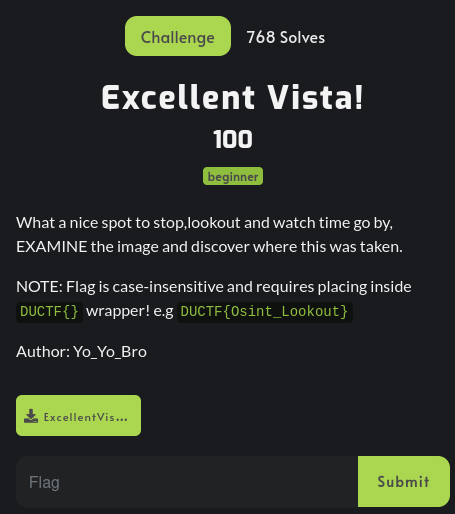 Challenge 768 Solves
Excellent Vista!
100
beginner
What a nice spot to stop,lookout and watch time go by,
EXAMINE the image and discover where this was taken.
NOTE: Flag is case-insensitive and requires placing inside
DUCTF{} wrapper! e.g DUCTF{Osint_Lookout}
Author: Yo_Yo_Bro
ExcellentVis...
Flag Submit